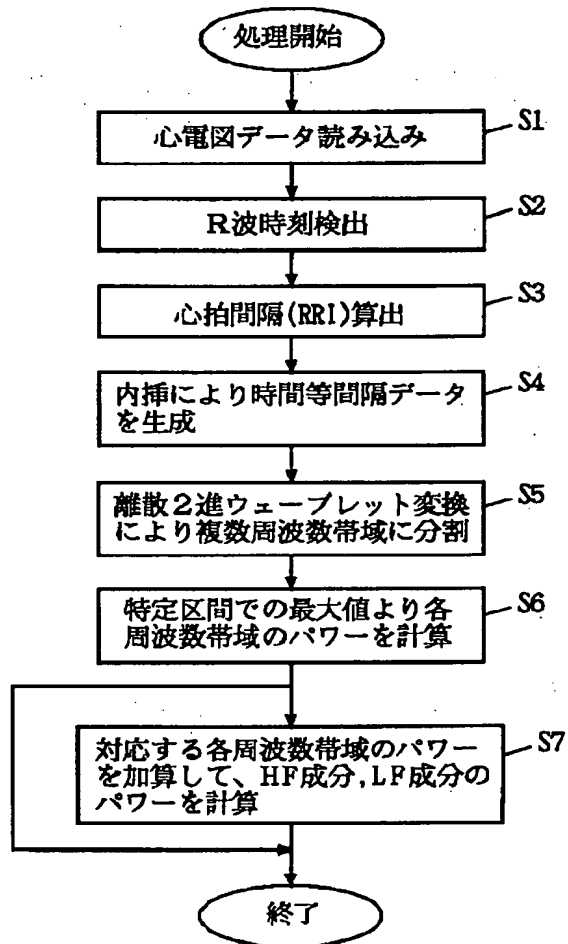 処理開始
心電図データ読み込み
S1
R波時刻検出
S2
心拍間隔(RRI)算出
S3
内挿により時間等間隔データ
を生成
S4
離散2進ウェーブレット変換
により複数周波数帯域に分割
S5
特定区間での最大値より各
周波数帯域のパワーを計算
S6
対応する各周波数帯域のパワー
を加算して、HF成分,LF成分の
パワーを計算
S7
終了